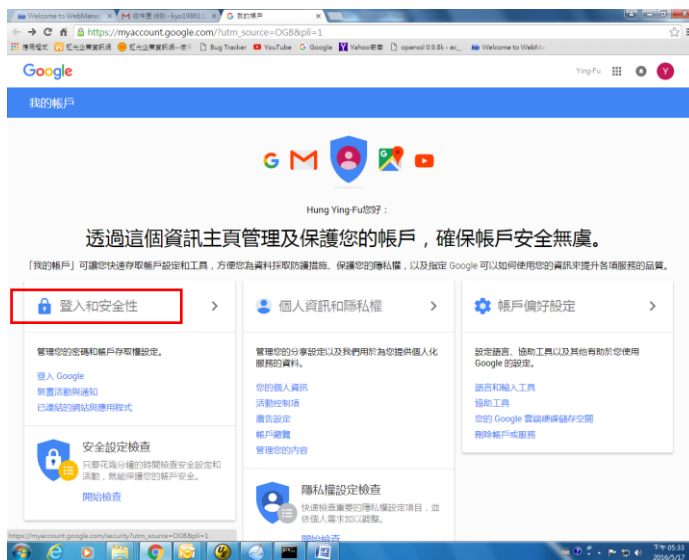 Welcome to WebMani
收件匣 (69) - kyo19861
我的帳戶
https://myaccount.google.com/?utm_source=OGB&pli=1
應用程式
Bug Tracker
YouTube
Google
openssl 0.9.8k - ec_
Welcome to WebM
Google
Ying-Fu
Y
我的帳戶
Hung Ying-Fu您好：
透過這個資訊主頁管理及保護您的帳戶，確保帳戶安全無虞。
「我的帳戶」可讓您快速存取帳戶設定和工具，方便您為資料採取防護措施、保護您的隱私權，以及指定 Google 可以如何使用您的資訊來提升各項服務的品質。
登入和安全性
管理您的密碼和帳戶存取權設定。
登入 Google
裝置活動與通知
已連結的網站與應用程式
安全設定檢查
只要花幾分鐘的時間檢查安全設定和
活動，就能保護您的帳戶安全。
開始檢查
個人資訊和隱私權
管理您的分享設定以及我們用於為您提供個人化
服務的資料。
您的個人資訊
活動控制項
廣告設定
帳戶總覽
管理您的內容
隱私權設定檢查
快速檢查重要的隱私權設定項目，並
依個人需求加以調整。
開始檢查
帳戶偏好設定
設定語言、協助工具以及其他有助於您使用
Google 的設定。
語言和輸入工具
協助工具
您的 Google 雲端硬碟儲存空間
刪除帳戶或服務
https://myaccount.google.com/security?utm_source=OGB&pli=1
下午 05:33
2016/5/17